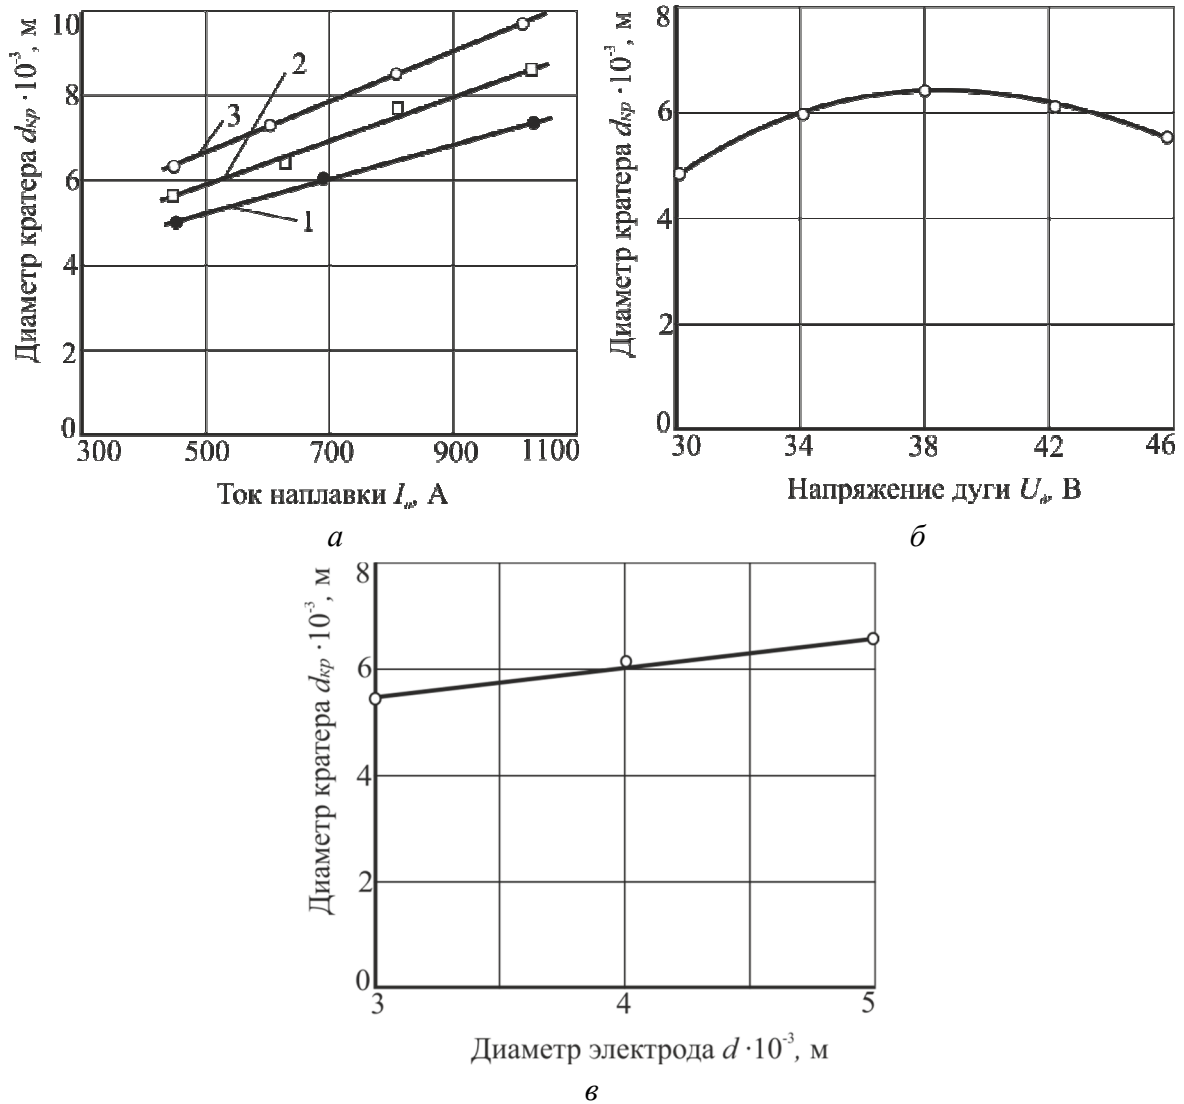 Диаметр кратера dкр·10⁻³, м
10
8
6
4
2
0
3
2
1
300 500 700 900 1100
Ток наплавки Iн, А
а
Диаметр кратера dкр·10⁻³, м
8
6
4
2
0
30 34 38 42 46
Напряжение дуги Uд, В
б
Диаметр кратера dкр·10⁻³, м
8
6
4
2
0
3 4 5
Диаметр электрода d·10⁻³, м
в